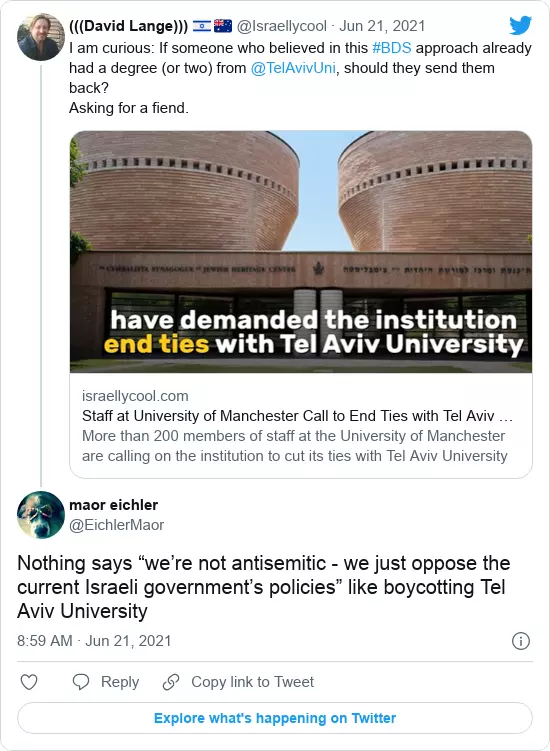 (((David Lange))) 🇮🇱 🇦🇺 @Israellycool · Jun 21, 2021
I am curious: If someone who believed in this #BDS approach already
had a degree (or two) from @TelAvivUni, should they send them
back?
Asking for a fiend.
CYMBALISTA SYNAGOGUE & JEWISH HERITAGE CENTER
have demanded the institution
end ties with Tel Aviv University
israellycool.com
Staff at University of Manchester Call to End Ties with Tel Aviv …
More than 200 members of staff at the University of Manchester
are calling on the institution to cut its ties with Tel Aviv University
maor eichler
@EichlerMaor
Nothing says “we’re not antisemitic - we just oppose the
current Israeli government’s policies” like boycotting Tel
Aviv University
8:59 AM · Jun 21, 2021
Reply
Copy link to Tweet
Explore what's happening on Twitter